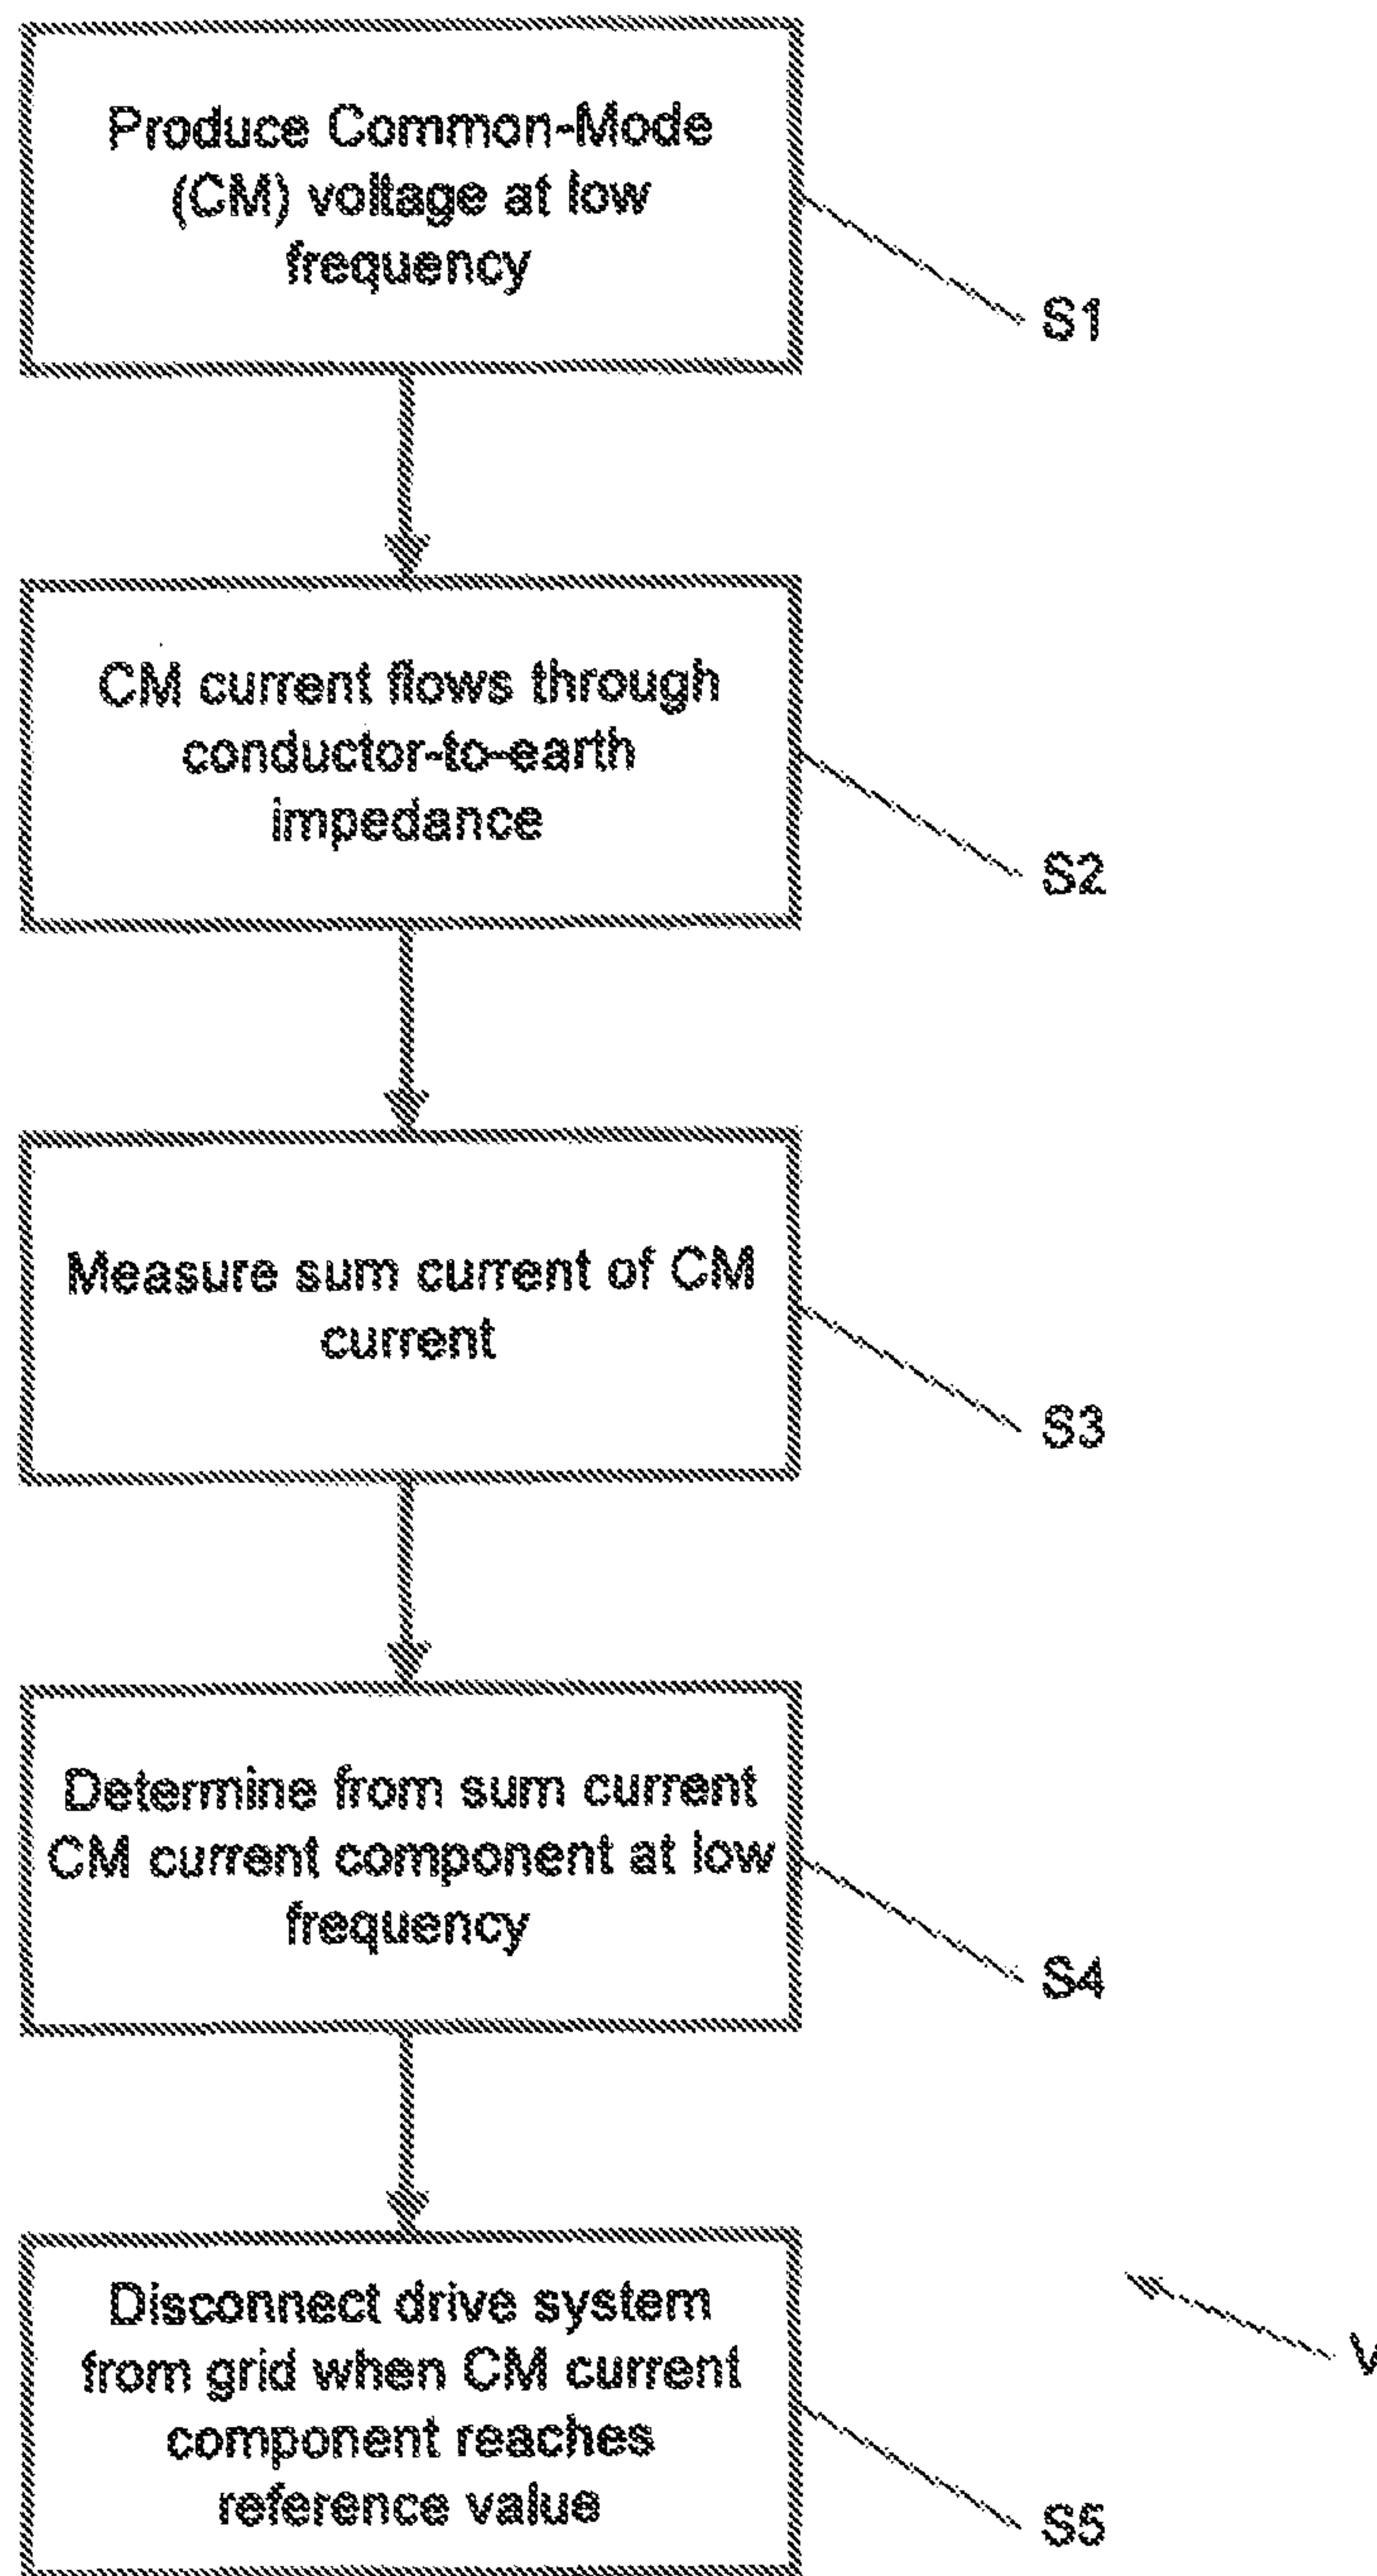 Produce Common-Mode
(CM) voltage at low
frequency
S1
CM current flows through
conductor-to-earth
impedance
S2
Measure sum current of CM
current
S3
Determine from sum current
CM current component at low
frequency
S4
Disconnect drive system
from grid when CM current
component reaches
reference value
S5
V